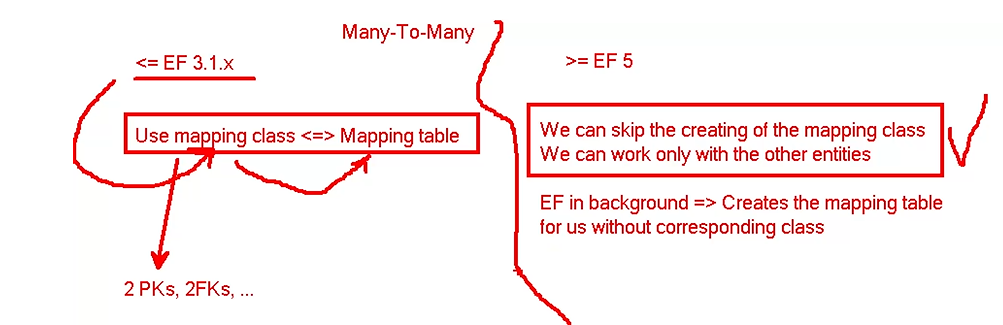 Many-To-Many
<= EF 3.1.x
Use mapping class <=> Mapping table
2 PKs, 2FKs, ...
>= EF 5
We can skip the creating of the mapping class
We can work only with the other entities
EF in background => Creates the mapping table
for us without corresponding class